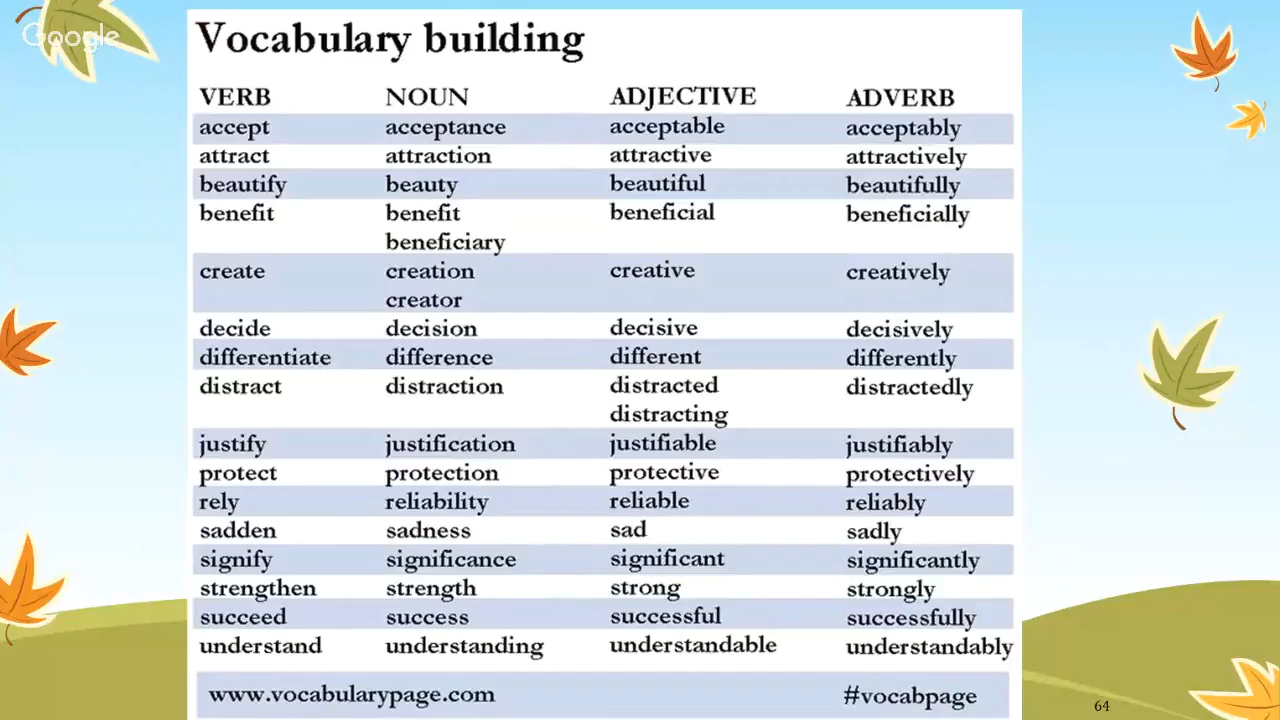 Google
Vocabulary building
VERB NOUN ADJECTIVE ADVERB
accept acceptance acceptable acceptably
attract attraction attractive attractively
beautify beauty beautiful beautifully
benefit benefit beneficial beneficially
beneficiary
create creation creative creatively
creator
decide decision decisive decisively
differentiate difference different differently
distract distraction distracted distractedly
distracting
justify justification justifiable justifiably
protect protection protective protectively
rely reliability reliable reliably
sadden sadness sad sadly
signify significance significant significantly
strengthen strength strong strongly
succeed success successful successfully
understand understanding understandable understandably
www.vocabularypage.com #vocabpage
64